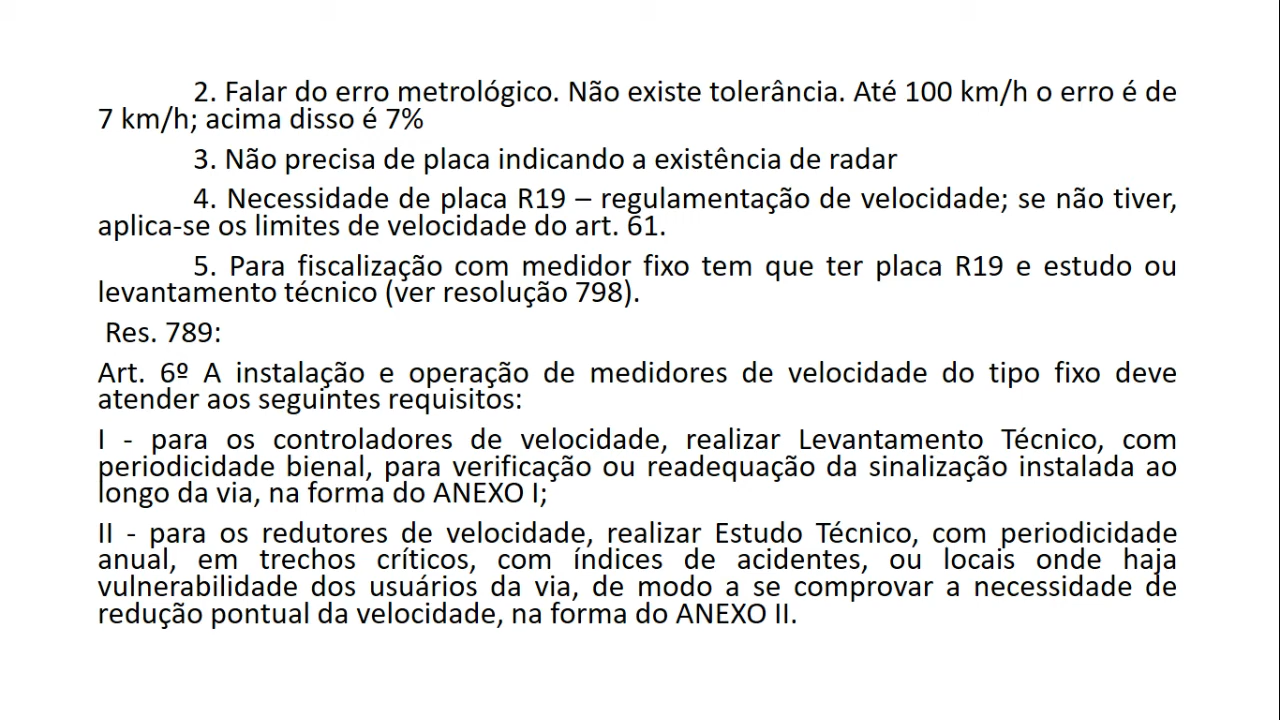 2. Falar do erro metrológico. Não existe tolerância. Até 100 km/h o erro é de
7 km/h; acima disso é 7%
3. Não precisa de placa indicando a existência de radar
4. Necessidade de placa R19 – regulamentação de velocidade; se não tiver,
aplica-se os limites de velocidade do art. 61.
5. Para fiscalização com medidor fixo tem que ter placa R19 e estudo ou
levantamento técnico (ver resolução 798).
Res. 789:
Art. 6º A instalação e operação de medidores de velocidade do tipo fixo deve
atender aos seguintes requisitos:
I - para os controladores de velocidade, realizar Levantamento Técnico, com
periodicidade bienal, para verificação ou readequação da sinalização instalada ao
longo da via, na forma do ANEXO I;
II - para os redutores de velocidade, realizar Estudo Técnico, com periodicidade
anual, em trechos críticos, com índices de acidentes, ou locais onde haja
vulnerabilidade dos usuários da via, de modo a se comprovar a necessidade de
redução pontual da velocidade, na forma do ANEXO II.